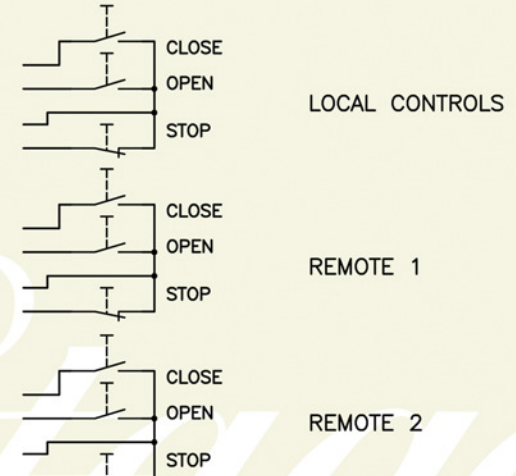 CLOSE
OPEN
LOCAL CONTROLS
STOP
CLOSE
OPEN
REMOTE 1
STOP
CLOSE
OPEN
REMOTE 2
STOP